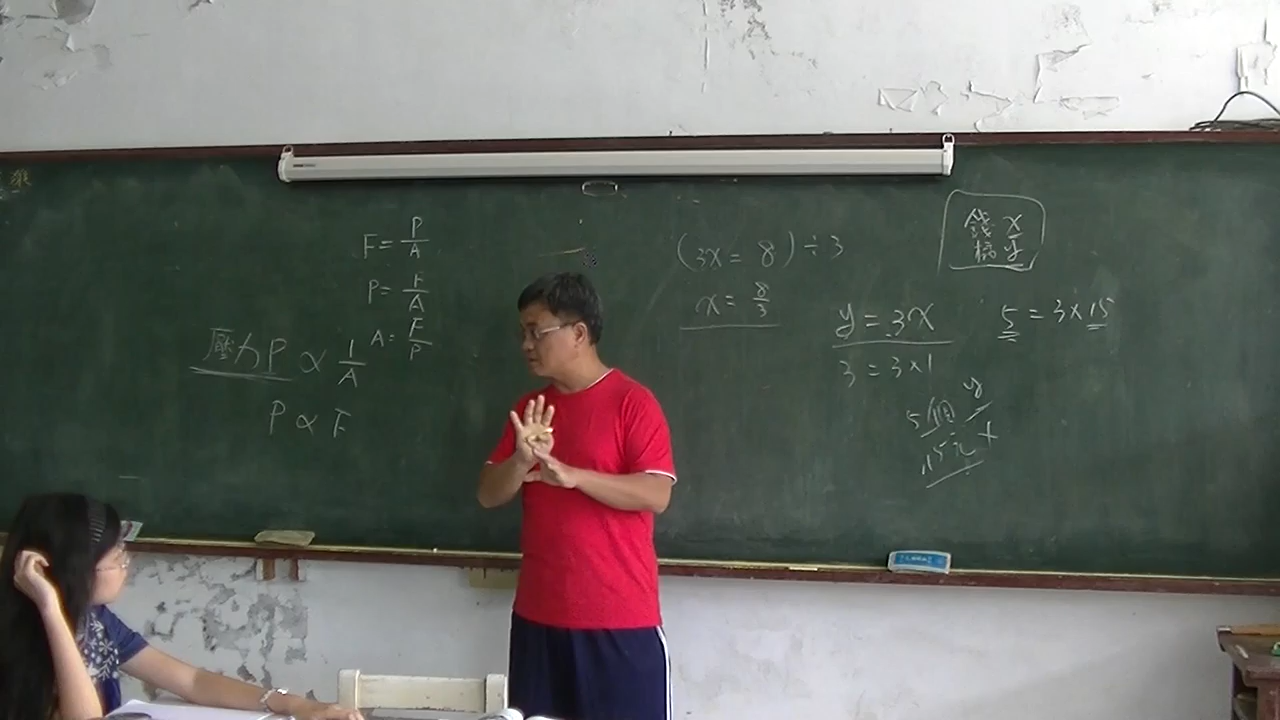 F = P/A
P = F/A
A = F/P
壓力P ∝ 1/A
P ∝ F
(3x = 8) ÷ 3
x = 8/3
錢 x
橘 y
y = 3x
3 = 3×1
5 = 3×15
5個 y
15元 x